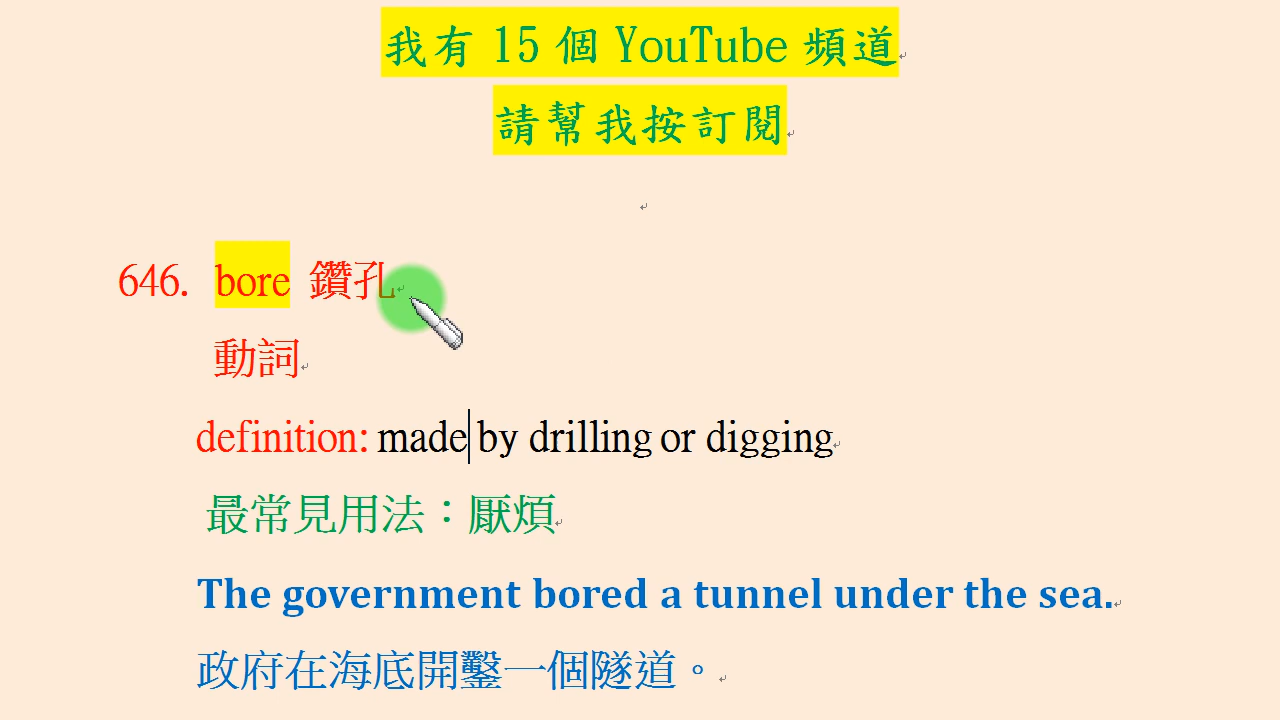 我有 15 個 YouTube 頻道
請幫我按訂閱
646. bore 鑽孔
動詞
definition: made by drilling or digging
最常見用法：厭煩
The government bored a tunnel under the sea.
政府在海底開鑿一個隧道。